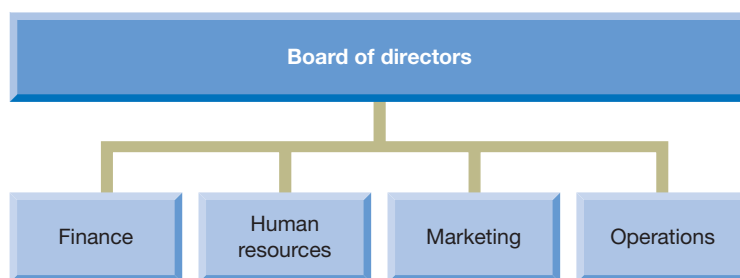 Board of directors
Finance
Human
resources
Marketing
Operations